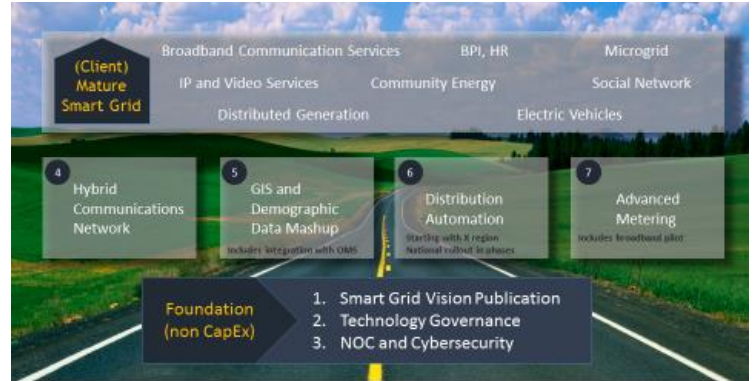 (Client)
Mature
Smart Grid
Broadband Communication Services BPI, HR Microgrid
IP and Video Services Community Energy Social Network
Distributed Generation Electric Vehicles
4
Hybrid
Communications
Network
5
GIS and
Demographic
Data Mashup
Includes integration with OMS
6
Distribution
Automation
Starting with X region
National rollout in phases
7
Advanced
Metering
Includes broadband pilot
Foundation
(non CapEx)
1. Smart Grid Vision Publication
2. Technology Governance
3. NOC and Cybersecurity